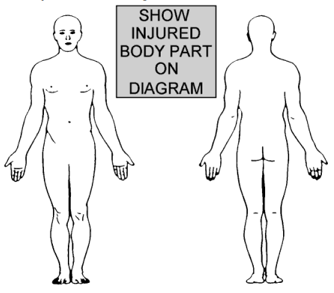 SHOW
INJURED
BODY PART
ON
DIAGRAM